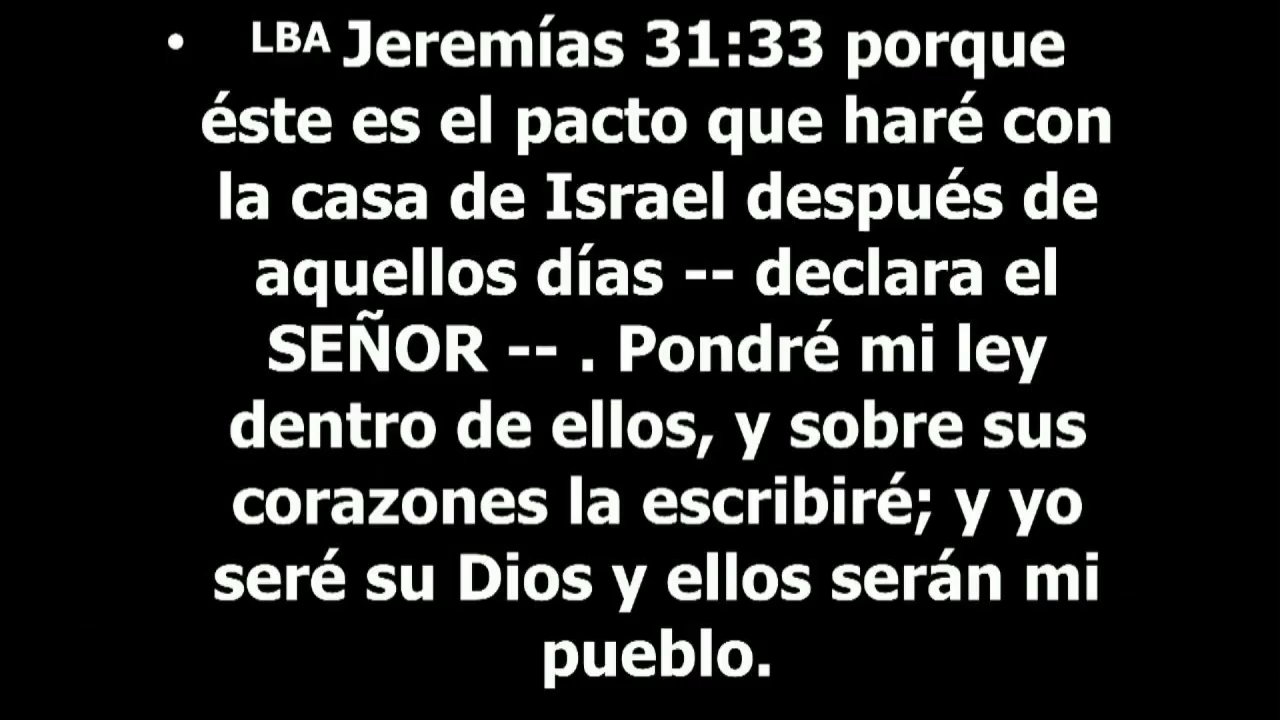 • LBA Jeremías 31:33 porque
éste es el pacto que haré con
la casa de Israel después de
aquellos días -- declara el
SEÑOR -- . Pondré mi ley
dentro de ellos, y sobre sus
corazones la escribiré; y yo
seré su Dios y ellos serán mi
pueblo.